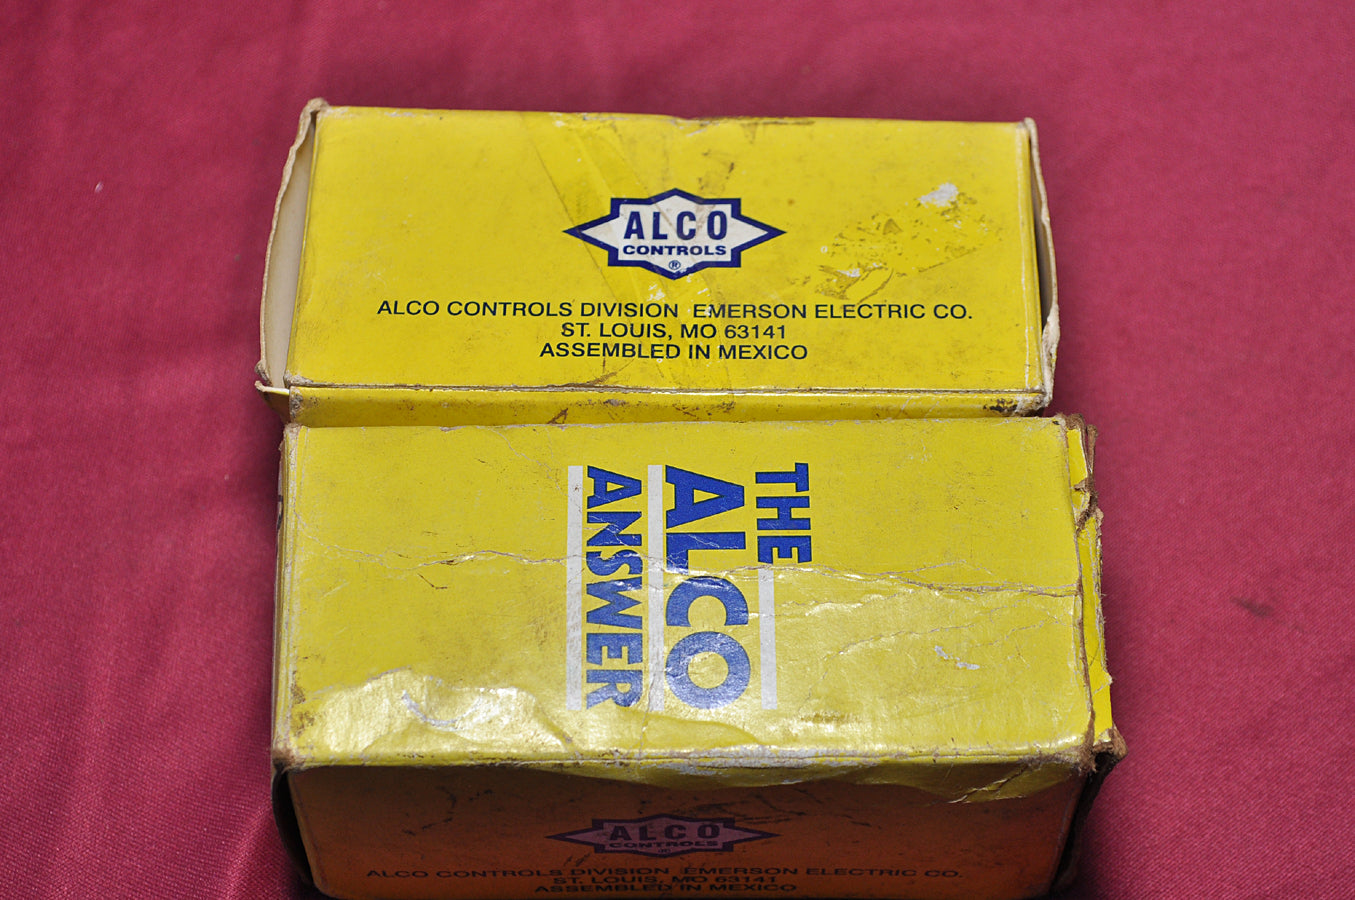 ALCO
CONTROLS
®
ALCO CONTROLS DIVISION EMERSON ELECTRIC CO.
ST. LOUIS, MO 63141
ASSEMBLED IN MEXICO
THE
ALCO
ANSWER
ALCO
CONTROLS
®
ALCO CONTROLS DIVISION EMERSON ELECTRIC CO.
ST. LOUIS, MO 63141
ASSEMBLED IN MEXICO